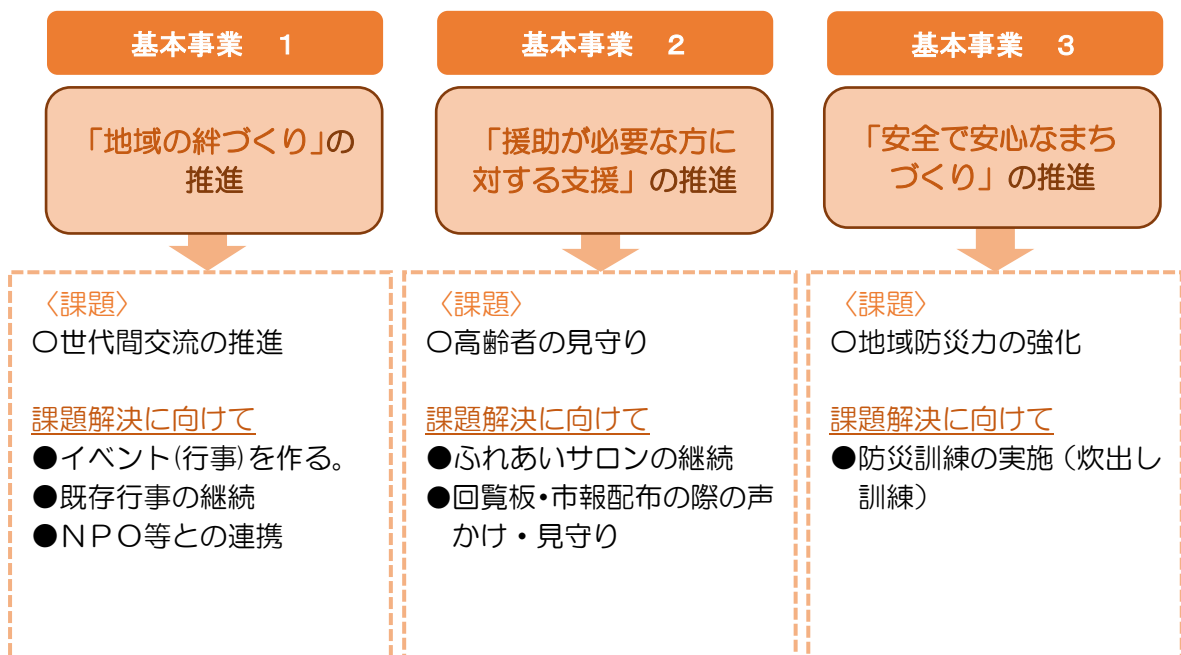 基本事業　1
「地域の絆づくり」の
推進
〈課題〉
〇世代間交流の推進
課題解決に向けて
●イベント(行事)を作る。
●既存行事の継続
●ＮＰＯ等との連携
基本事業　2
「援助が必要な方に
対する支援」の推進
〈課題〉
〇高齢者の見守り
課題解決に向けて
●ふれあいサロンの継続
●回覧板・市報配布の際の声
かけ・見守り
基本事業　3
「安全で安心なまち
づくり」の推進
〈課題〉
〇地域防災力の強化
課題解決に向けて
●防災訓練の実施（炊出し
訓練）